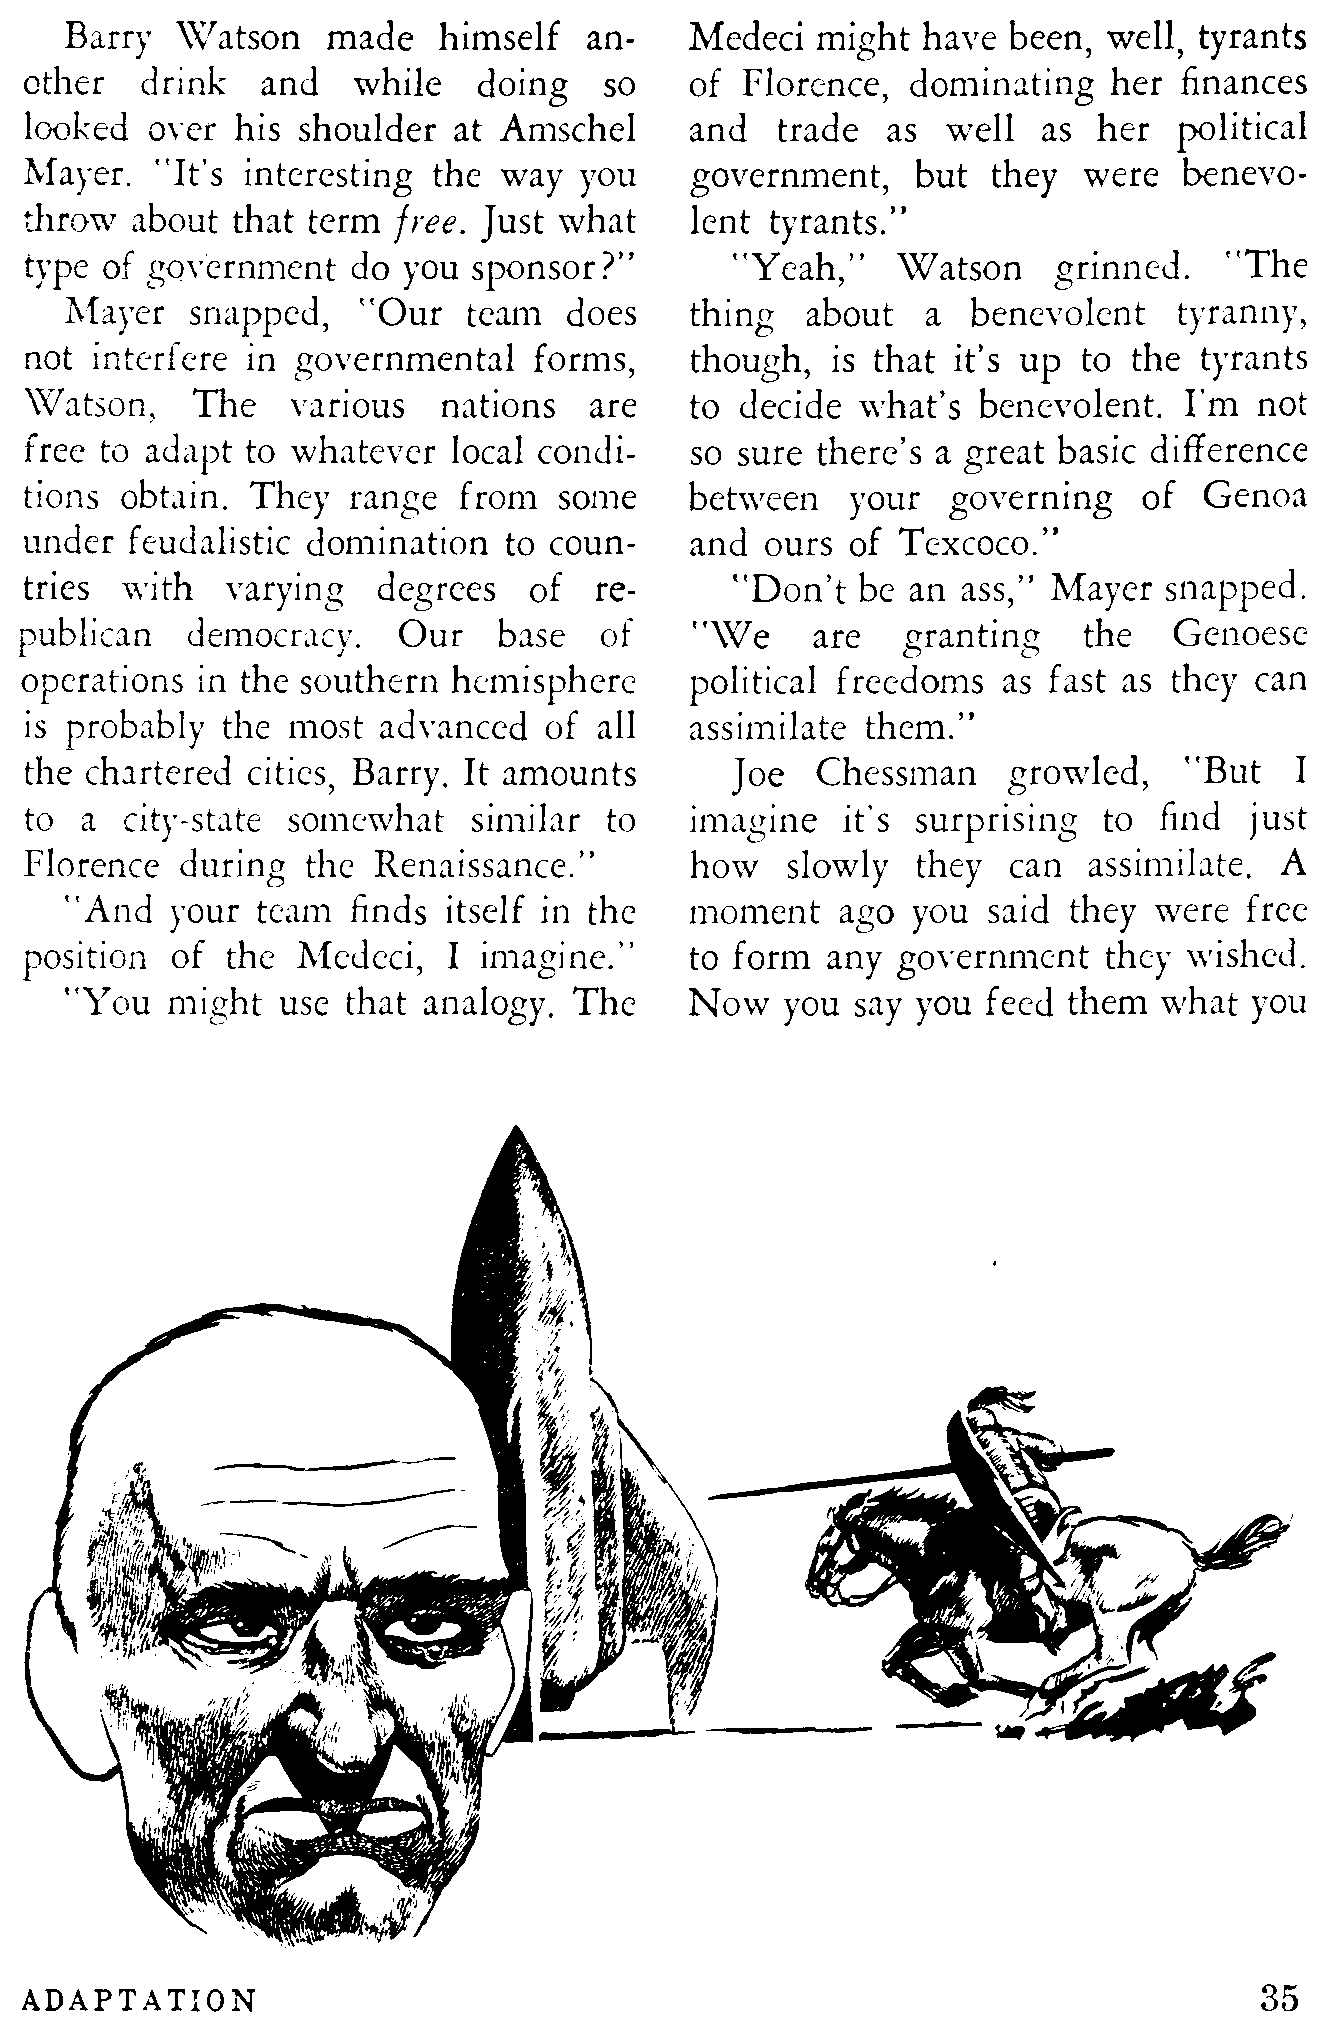 Barry Watson made himself an-
other drink and while doing so
looked over his shoulder at Amschel
Mayer. "It's interesting the way you
throw about that term free. Just what
type of government do you sponsor?"
Mayer snapped, "Our team does
not interfere in governmental forms,
Watson, The various nations are
free to adapt to whatever local condi-
tions obtain. They range from some
under feudalistic domination to coun-
tries with varying degrees of re-
publican democracy. Our base of
operations in the southern hemisphere
is probably the most advanced of all
the chartered cities, Barry. It amounts
to a city-state somewhat similar to
Florence during the Renaissance."
"And your team finds itself in the
position of the Medeci, I imagine."
"You might use that analogy. The
Medeci might have been, well, tyrants
of Florence, dominating her finances
and trade as well as her political
government, but they were benevo-
lent tyrants."
"Yeah," Watson grinned. "The
thing about a benevolent tyranny,
though, is that it's up to the tyrants
to decide what's benevolent. I'm not
so sure there's a great basic difference
between your governing of Genoa
and ours of Texcoco."
"Don't be an ass," Mayer snapped.
"We are granting the Genoese
political freedoms as fast as they can
assimilate them."
Joe Chessman growled, "But I
imagine it's surprising to find just
how slowly they can assimilate. A
moment ago you said they were free
to form any government they wished.
Now you say you feed them what you
ADAPTATION
35